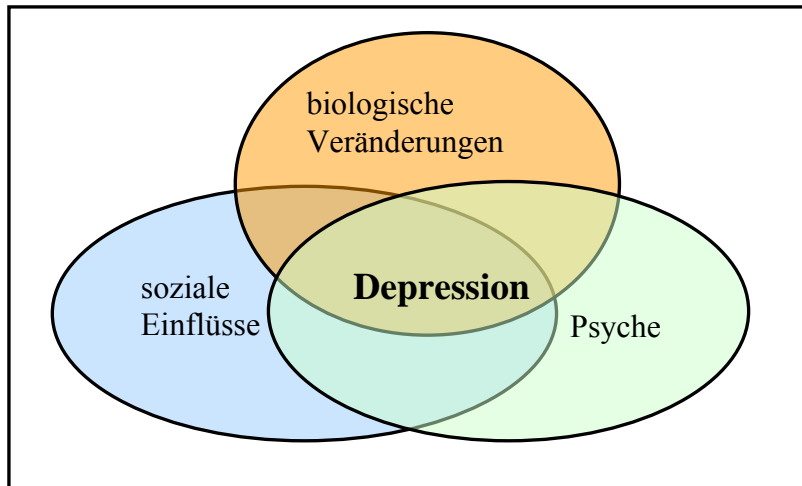 biologische
Veränderungen
soziale
Einflüsse
Depression
Psyche